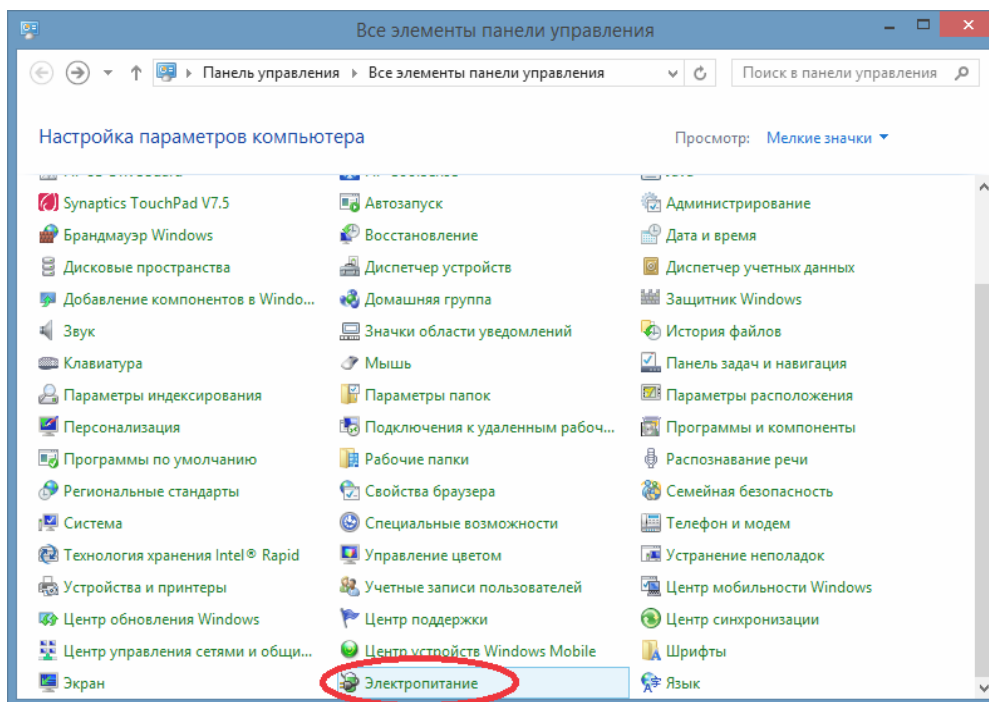 Все элементы панели управления
Панель управления Все элементы панели управления Поиск в панели управления
Настройка параметров компьютера Просмотр: Мелкие значки
Synaptics TouchPad V7.5 Автозапуск Администрирование
Брандмауэр Windows Восстановление Дата и время
Дисковые пространства Диспетчер устройств Диспетчер учетных данных
Добавление компонентов в Windo... Домашняя группа Защитник Windows
Звук Значки области уведомлений История файлов
Клавиатура Мышь Панель задач и навигация
Параметры индексирования Параметры папок Параметры расположения
Персонализация Подключения к удаленным рабоч... Программы и компоненты
Программы по умолчанию Рабочие папки Распознавание речи
Региональные стандарты Свойства браузера Семейная безопасность
Система Специальные возможности Телефон и модем
Технология хранения Intel® Rapid Управление цветом Устранение неполадок
Устройства и принтеры Учетные записи пользователей Центр мобильности Windows
Центр обновления Windows Центр поддержки Центр синхронизации
Центр управления сетями и общи... Центр устройств Windows Mobile Шрифты
Экран Электропитание Язык